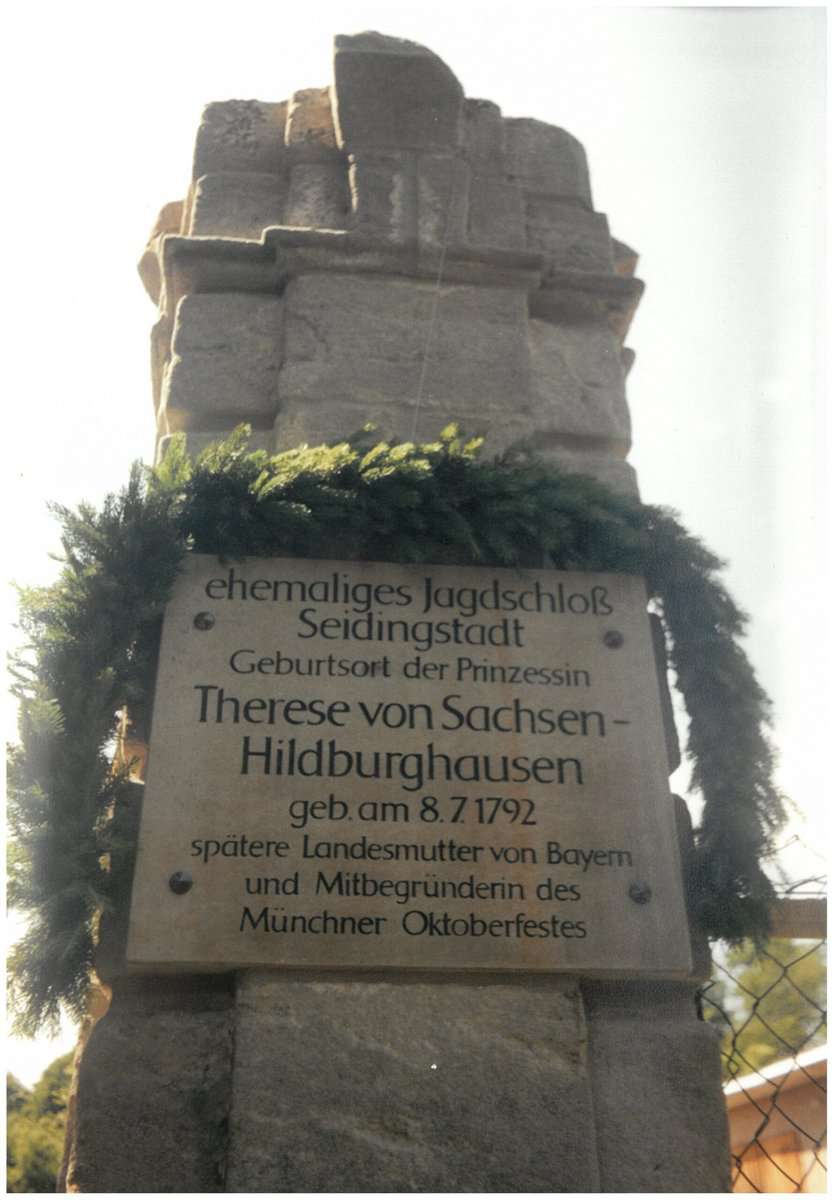 ehemaliges Jagdschloß
Seidingstadt
Geburtsort der Prinzessin
Therese von Sachsen-
Hildburghausen
geb. am 8.7.1792
spätere Landesmutter von Bayern
und Mitbegründerin des
Münchner Oktoberfestes